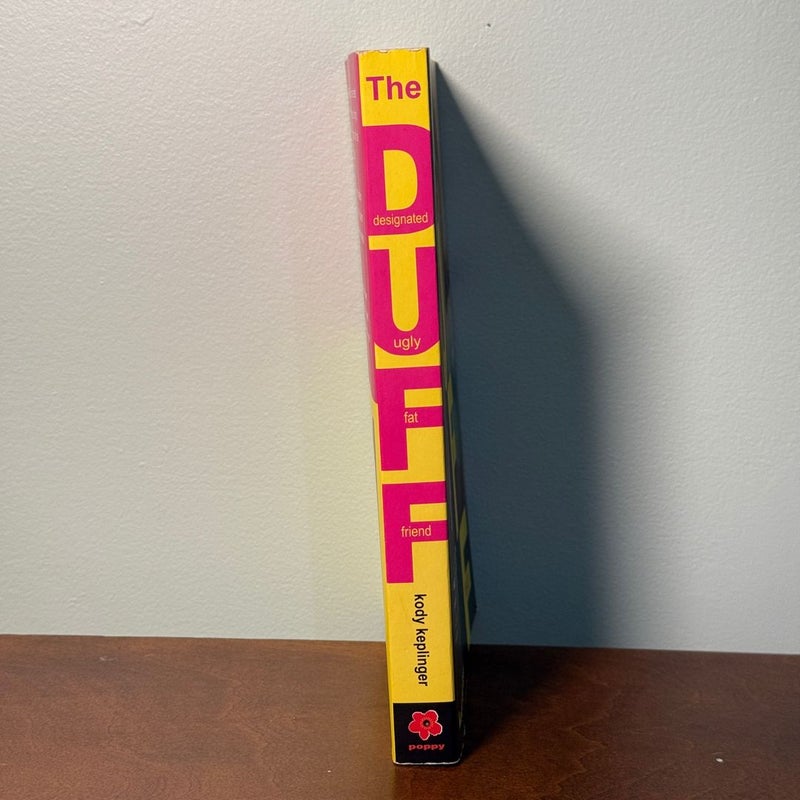 The
D
designated
U
ugly
F
fat
F
friend
kody keplinger
poppy